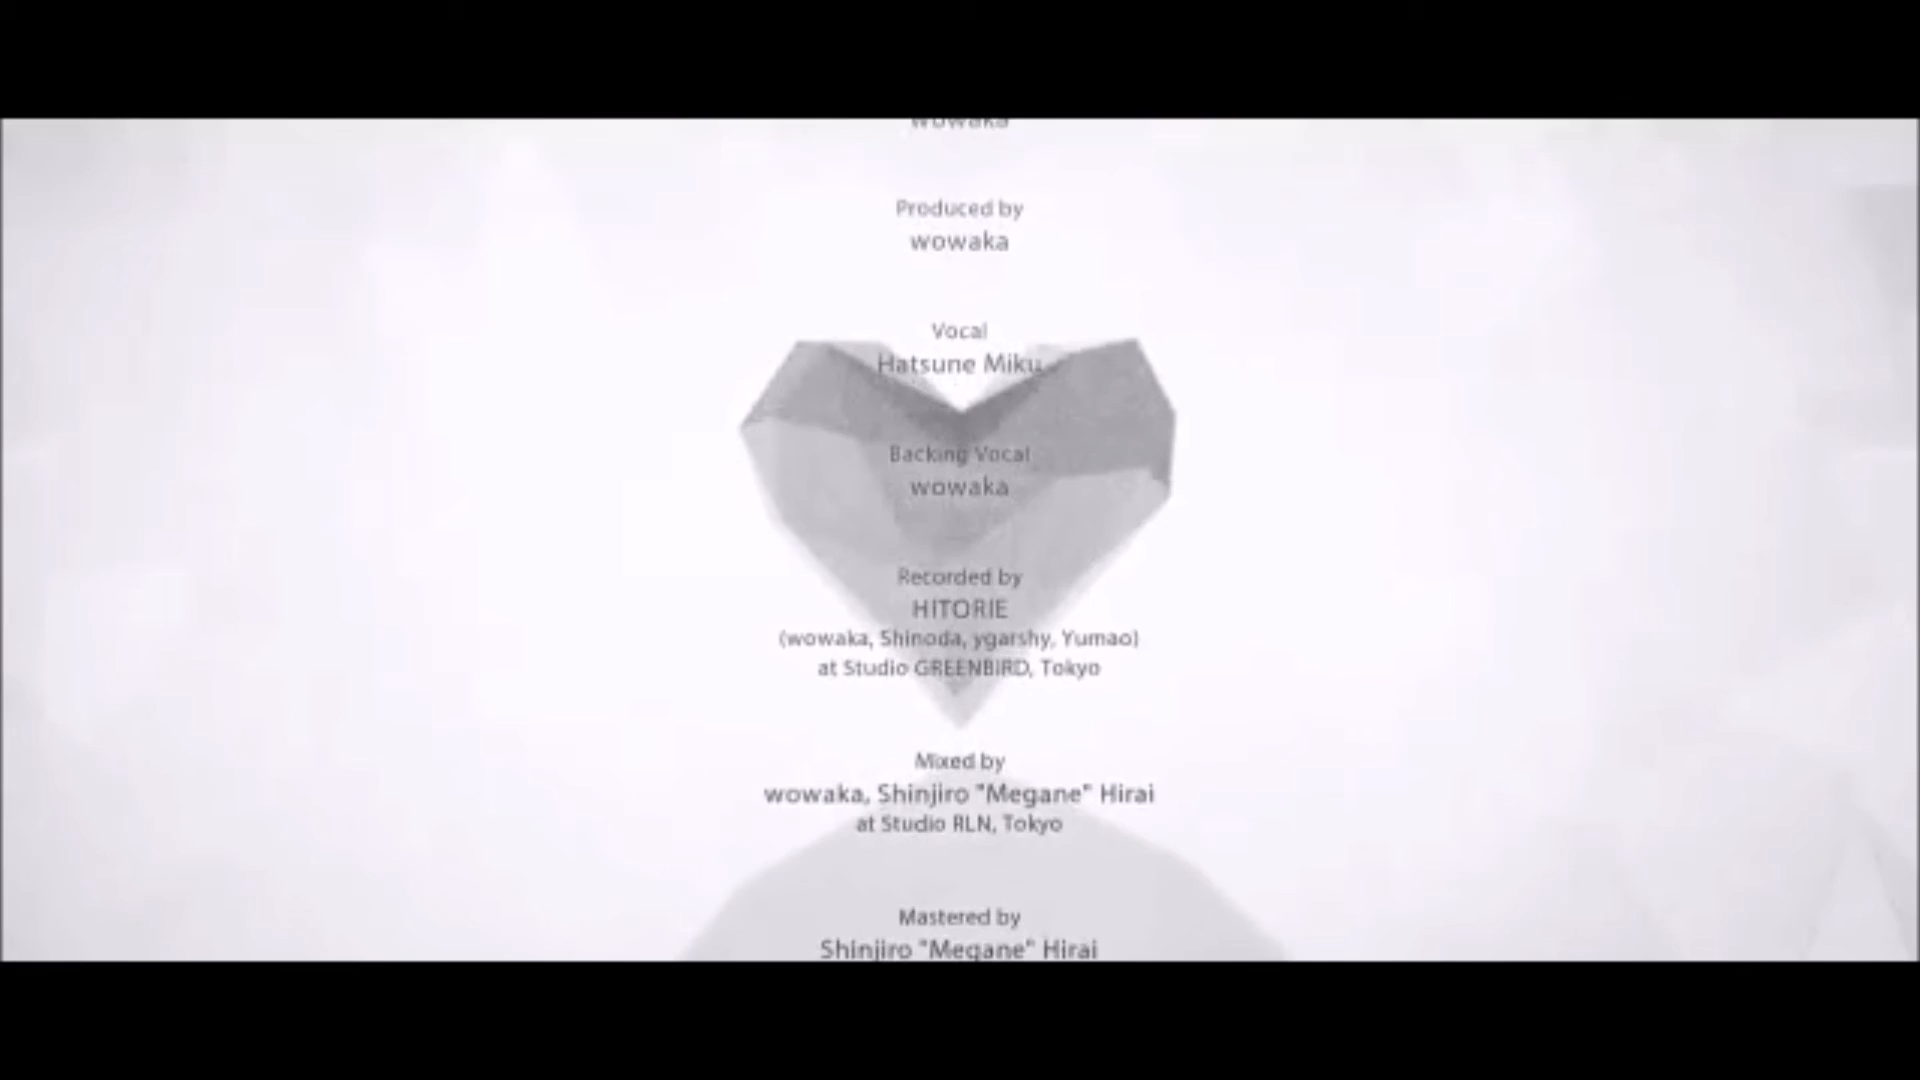 wowaka
Produced by
wowaka
Vocal
Hatsune Miku
Backing Vocal
wowaka
Recorded by
HITORIE
(wowaka, Shinoda, ygarshy, Yumao)
at Studio GREENBIRD, Tokyo
Mixed by
wowaka, Shinjiro "Megane" Hirai
at Studio RLN, Tokyo
Mastered by
Shinjiro "Megane" Hirai